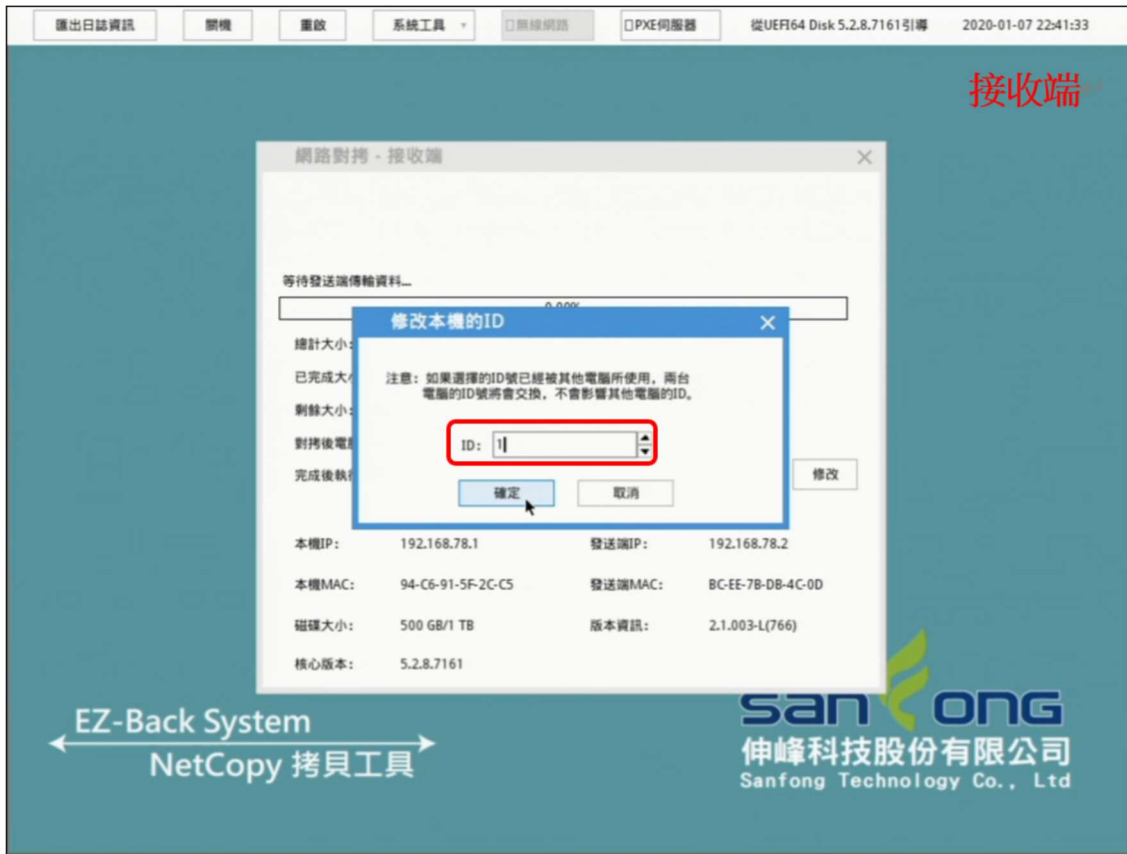 匯出日誌資訊 關機 重啟 系統工具 無線網路 PXE伺服器 從UEFI64 Disk 5.2.8.7161引導 2020-01-07 22:41:33
接收端
網路對拷 - 接收端
等待發送端傳輸資料...
0.00%
修改本機的ID
總計大小:
已完成大
注意: 如果選擇的ID號已經被其他電腦所使用, 兩台
電腦的ID號將會交換, 不會影響其他電腦的ID。
剩餘大小:
對拷後電
ID: 1
完成後執
修改
確定 取消
本機IP: 192.168.78.1 發送端IP: 192.168.78.2
本機MAC: 94-C6-91-5F-2C-C5 發送端MAC: BC-EE-7B-DB-4C-0D
磁碟大小: 500 GB/1 TB 版本資訊: 2.1.003-L(766)
核心版本: 5.2.8.7161
EZ-Back System
NetCopy 拷貝工具
sanfong
伸峰科技股份有限公司
Sanfong Technology Co., Ltd